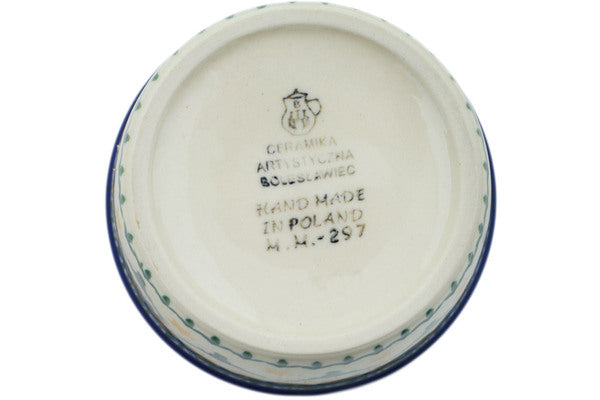 CERAMIKA
ARTYSTYCZNA
BOLESŁAWIEC
HAND MADE
IN POLAND
M.M.-297